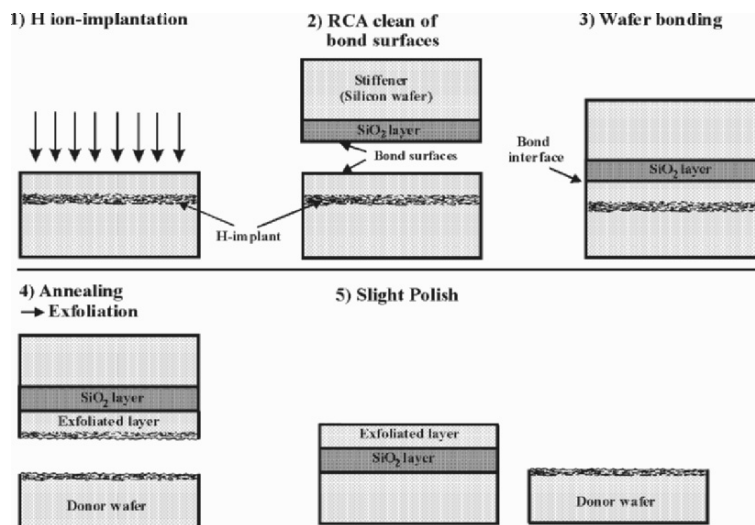 1) H ion-implantation
2) RCA clean of
bond surfaces
3) Wafer bonding
Stiffener
(Silicon wafer)
SiO2 layer
Bond surfaces
H-implant
Bond
interface
SiO2 layer
4) Annealing
→ Exfoliation
SiO2 layer
Exfoliated layer
Donor wafer
5) Slight Polish
Exfoliated layer
SiO2 layer
Donor wafer